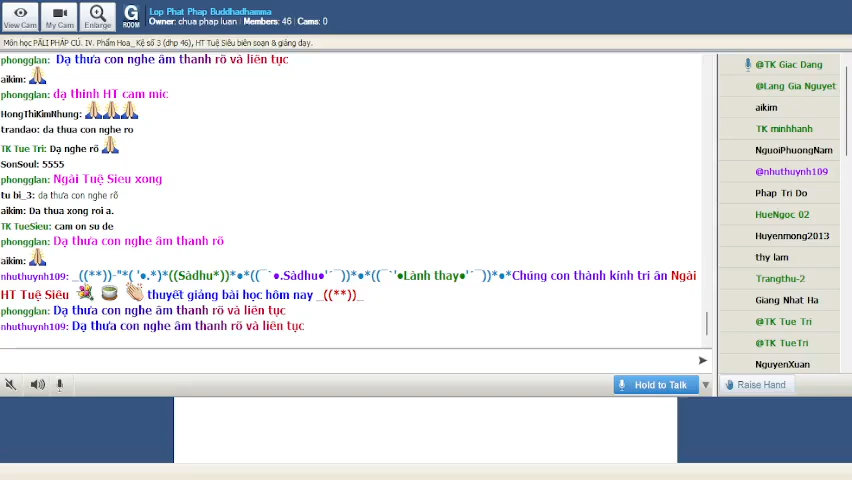 Lop Phat Phap Buddhadhamma
Owner: chua phap luan | Members: 46 | Cams: 0
View Cam
My Cam
Enlarge
G
ROOM
Môn học PĀLI PHÁP CÚ. IV. Phẩm Hoa_ Kệ số 3 (dhp 46), HT Tuệ Siêu biên soạn & giảng dạy.
phongglan: Dạ thưa con nghe âm thanh rõ và liên tục
aikim:
phongglan: dạ thỉnh HT cam mic
HongThiKimNhung:
trandao: da thua con nghe ro
TK Tue Tri: Dạ nghe rõ
SonSoul: 5555
phongglan: Ngài Tuệ Sieu xong
tu bi_3: dạ thưa con nghe rõ
aikim: Da thua xong roi a.
TK TueSieu: cam on su de
phongglan: Dạ thưa con nghe âm thanh rõ
aikim:
nhuthuynh109: _((**))-"*( '•.*)*((Sàdhu*))*•*((¯`•.Sàdhu•'´¯))*•*((¯`'•Lành thay•'´¯))*•*Chúng con thành kính tri ân Ngài
HT Tuệ Siêu thuyết giảng bài học hôm nay _((**))_
phongglan: Dạ thưa con nghe âm thanh rõ và liên tục
nhuthuynh109: Dạ thưa con nghe âm thanh rõ và liên tục
Hold to Talk
@TK Giac Dang
@Lang Gia Nguyet
aikim
TK minhhanh
NguoiPhuongNam
@nhuthuynh109
Phap Tri Do
HueNgoc 02
Huyenmong2013
thy lam
Trangthu-2
Giang Nhat Ha
@TK Tue Tri
@TK TueTri
NguyenXuan
Raise Hand